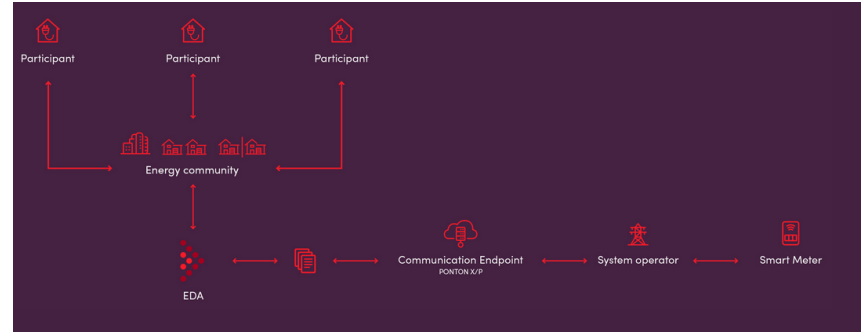 Participant
Participant
Participant
Energy community
Communication Endpoint
PONTON X/P
System operator
Smart Meter
EDA